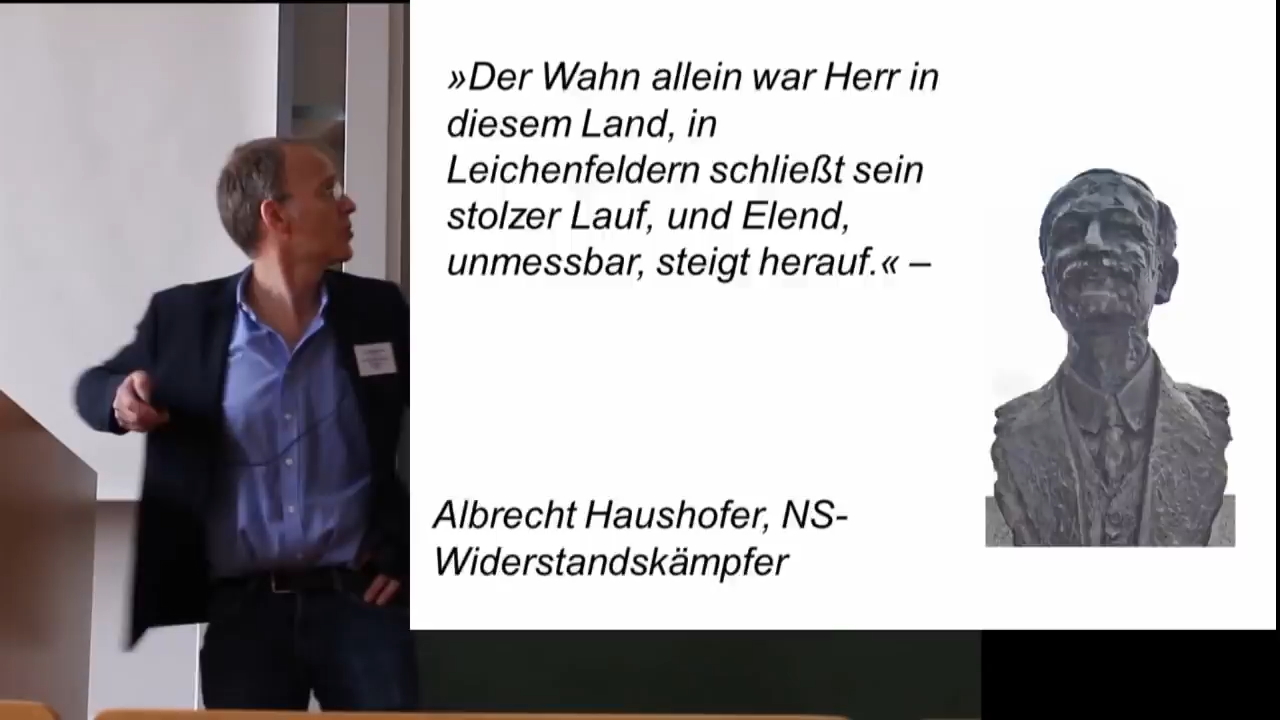 »Der Wahn allein war Herr in
diesem Land, in
Leichenfeldern schließt sein
stolzer Lauf, und Elend,
unmessbar, steigt herauf.« –
Albrecht Haushofer, NS-
Widerstandskämpfer